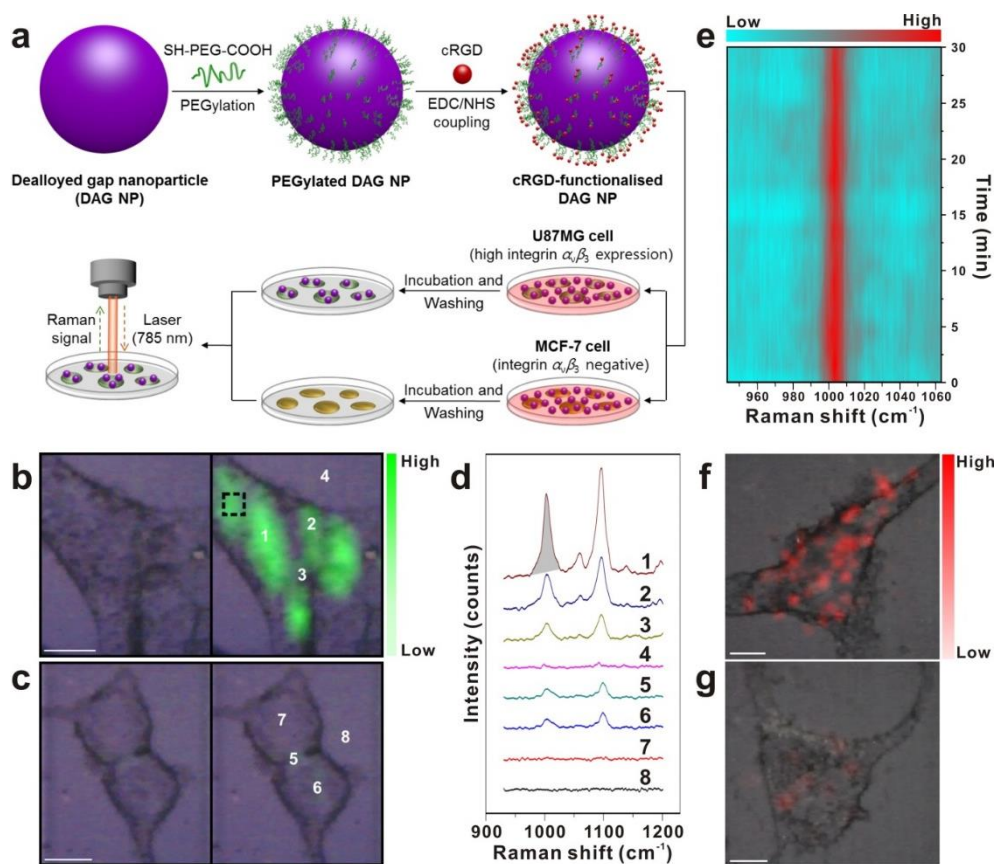 a
SH-PEG-COOH
PEGylation
cRGD
EDC/NHS
coupling
Dealloyed gap nanoparticle
(DAG NP)
PEGylated DAG NP
cRGD-functionalised
DAG NP
U87MG cell
(high integrin αᵥβ₃ expression)
Incubation and
Washing
Raman
signal
Laser
(785 nm)
MCF-7 cell
(integrin αᵥβ₃ negative)
Incubation and
Washing
e
Low
High
30
25
20
15
10
5
0
Time (min)
960 980 1000 1020 1040 1060
Raman shift (cm⁻¹)
b
1
2
3
4
High
Low
c
7
8
5
6
d
Intensity (counts)
1
2
3
4
5
6
7
8
900 1000 1100 1200
Raman shift (cm⁻¹)
f
High
Low
g